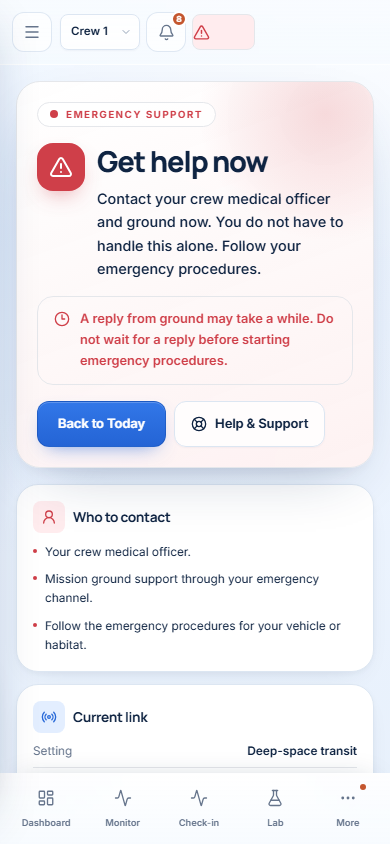 Crew 1
8
EMERGENCY SUPPORT
Get help now
Contact your crew medical officer
and ground now. You do not have to
handle this alone. Follow your
emergency procedures.
A reply from ground may take a while. Do
not wait for a reply before starting
emergency procedures.
Back to Today
Help & Support
Who to contact
Your crew medical officer.
Mission ground support through your emergency
channel.
Follow the emergency procedures for your vehicle or
habitat.
Current link
Setting Deep-space transit
Dashboard Monitor Check-in Lab More